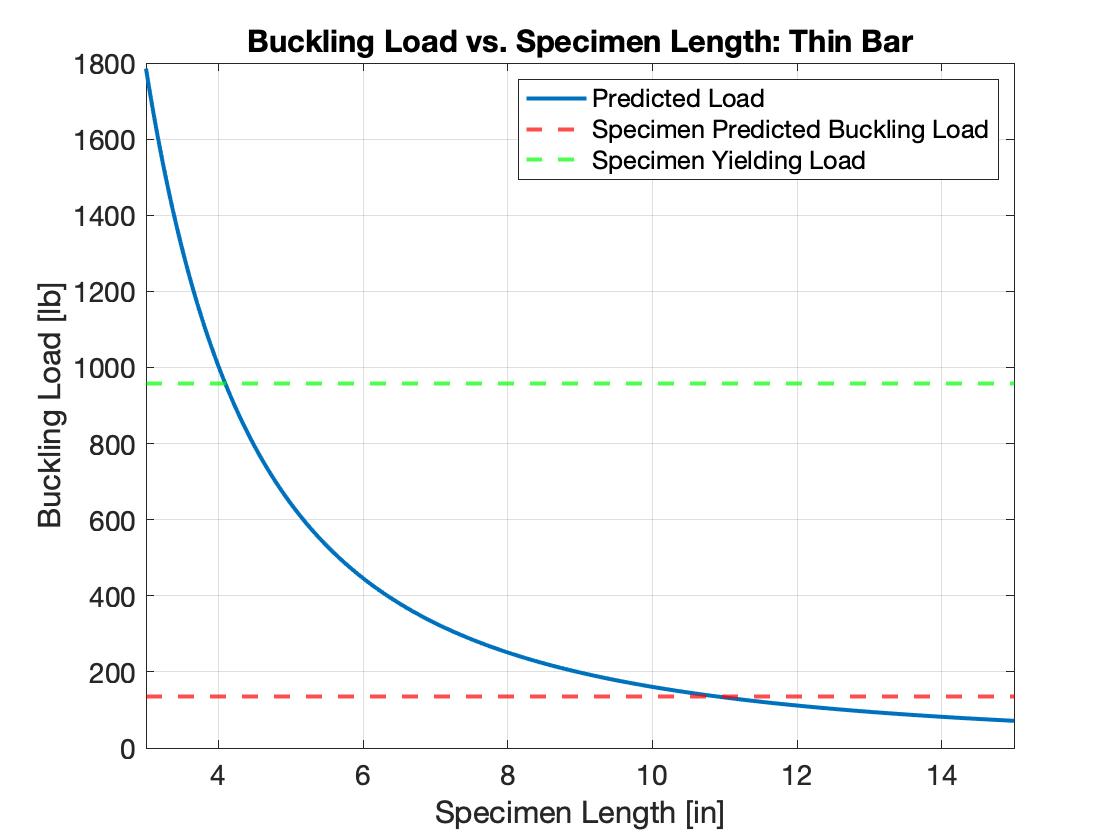 Buckling Load vs. Specimen Length: Thin Bar
1800
1600
1400
1200
1000
800
600
400
200
0
Buckling Load [lb]
Predicted Load
Specimen Predicted Buckling Load
Specimen Yielding Load
4 6 8 10 12 14
Specimen Length [in]